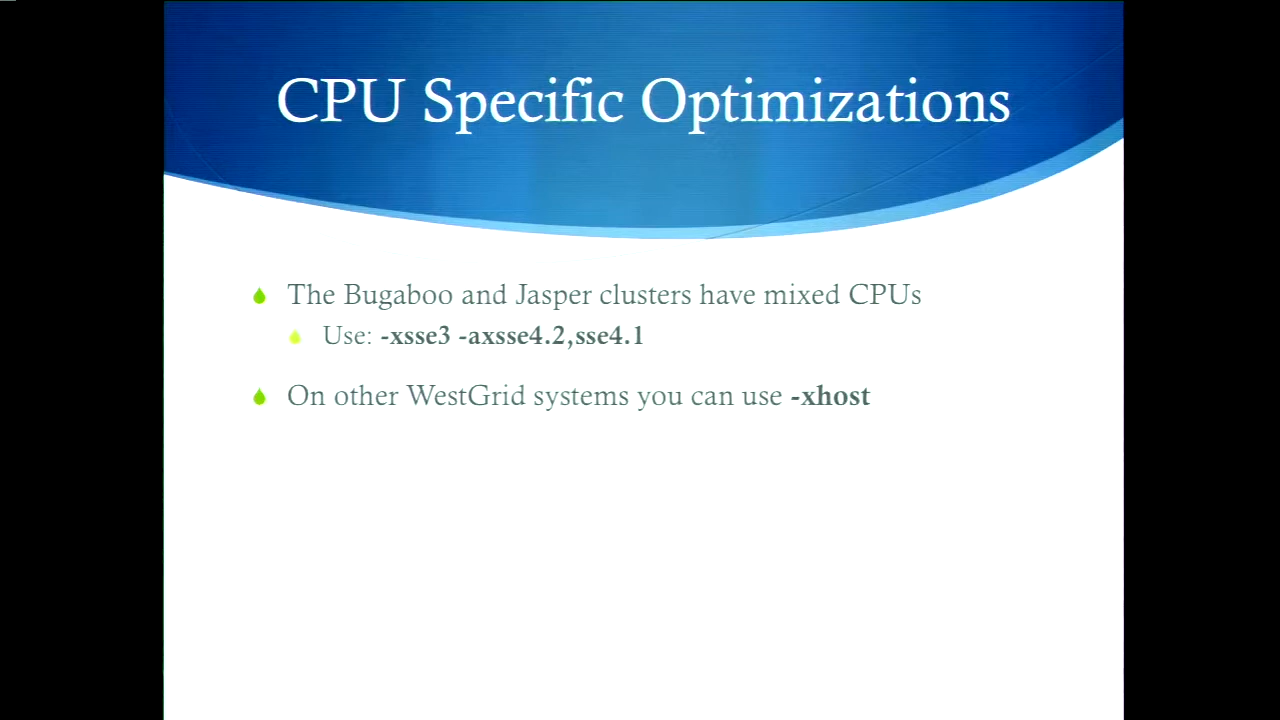 CPU Specific Optimizations
The Bugaboo and Jasper clusters have mixed CPUs
Use: -xsse3 -axsse4.2,sse4.1
On other WestGrid systems you can use -xhost